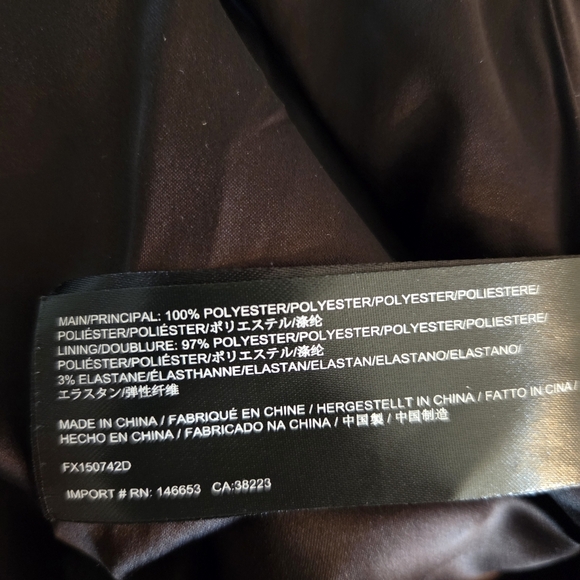 MAIN/PRINCIPAL: 100% POLYESTER/POLYESTER/POLYESTER/POLIESTERE/
POLIÉSTER/POLIÉSTER/ポリエステル/涤纶
LINING/DOUBLURE: 97% POLYESTER/POLYESTER/POLYESTER/POLIESTERE/
POLIÉSTER/POLIÉSTER/ポリエステル/涤纶
3% ELASTANE/ÉLASTHANNE/ELASTAN/ELASTAN/ELASTANO/ELASTANO/
エラスタン/弹性纤维
MADE IN CHINA / FABRIQUÉ EN CHINE / HERGESTELLT IN CHINA / FATTO IN CINA /
HECHO EN CHINA / FABRICADO NA CHINA / 中国製 / 中国制造
FX150742D
IMPORT # RN: 146653 CA:38223